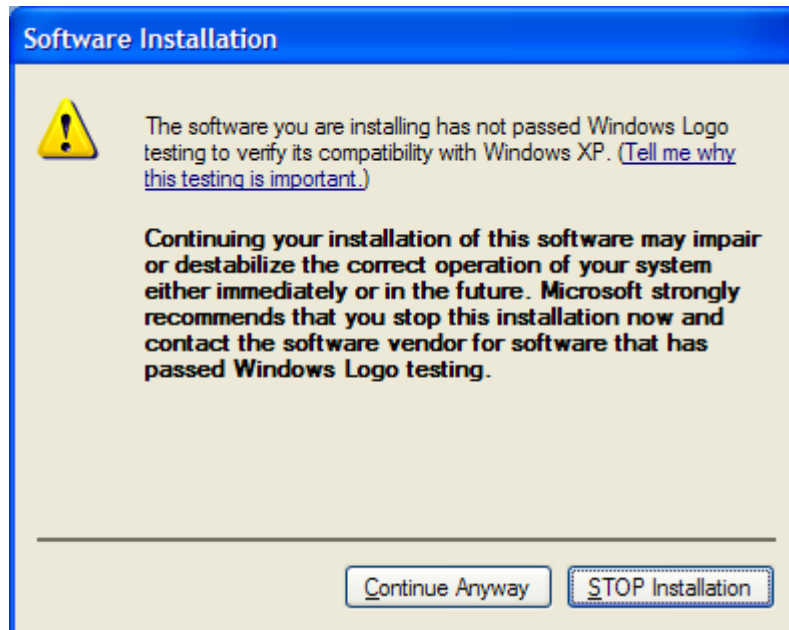 Software Installation
The software you are installing has not passed Windows Logo
testing to verify its compatibility with Windows XP. (Tell me why
this testing is important.)
Continuing your installation of this software may impair
or destabilize the correct operation of your system
either immediately or in the future. Microsoft strongly
recommends that you stop this installation now and
contact the software vendor for software that has
passed Windows Logo testing.
Continue Anyway STOP Installation